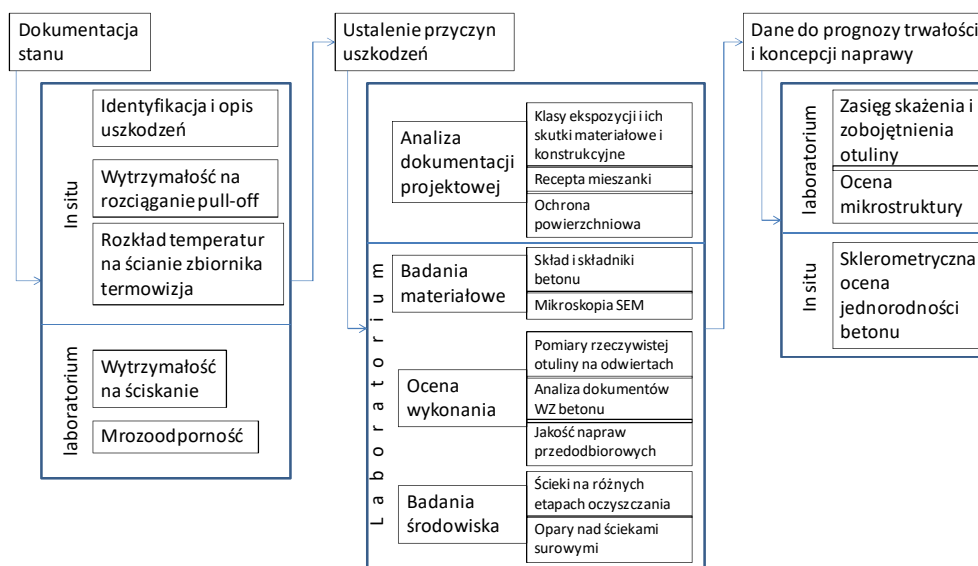 Dokumentacja
stanu
In situ
Identyfikacja i opis
uszkodzeń
Wytrzymałość na
rozciąganie pull-off
Rozkład temperatur
na ścianie zbiornika
termowizja
laboratorium
Wytrzymałość
na ściskanie
Mrozoodporność
Ustalenie przyczyn
uszkodzeń
Analiza
dokumentacji
projektowej
Klasy ekspozycji i ich
skutki materiałowe i
konstrukcyjne
Recepta mieszanki
Ochrona
powierzchniowa
Laboratorium
Badania
materiałowe
Skład i składniki
betonu
Mikroskopia SEM
Ocena
wykonania
Pomiary rzeczywistej
otuliny na odwiertach
Analiza dokumentów
WZ betonu
Jakość napraw
przedodbiorowych
Badania
środowiska
Ścieki na różnych
etapach oczyszczania
Opary nad ściekami
surowymi
Dane do prognozy trwałości
i koncepcji naprawy
laboratorium
Zasięg skażenia i
zobojętnienia
otuliny
Ocena
mikrostruktury
In situ
Sklerometryczna
ocena
jednorodności
betonu